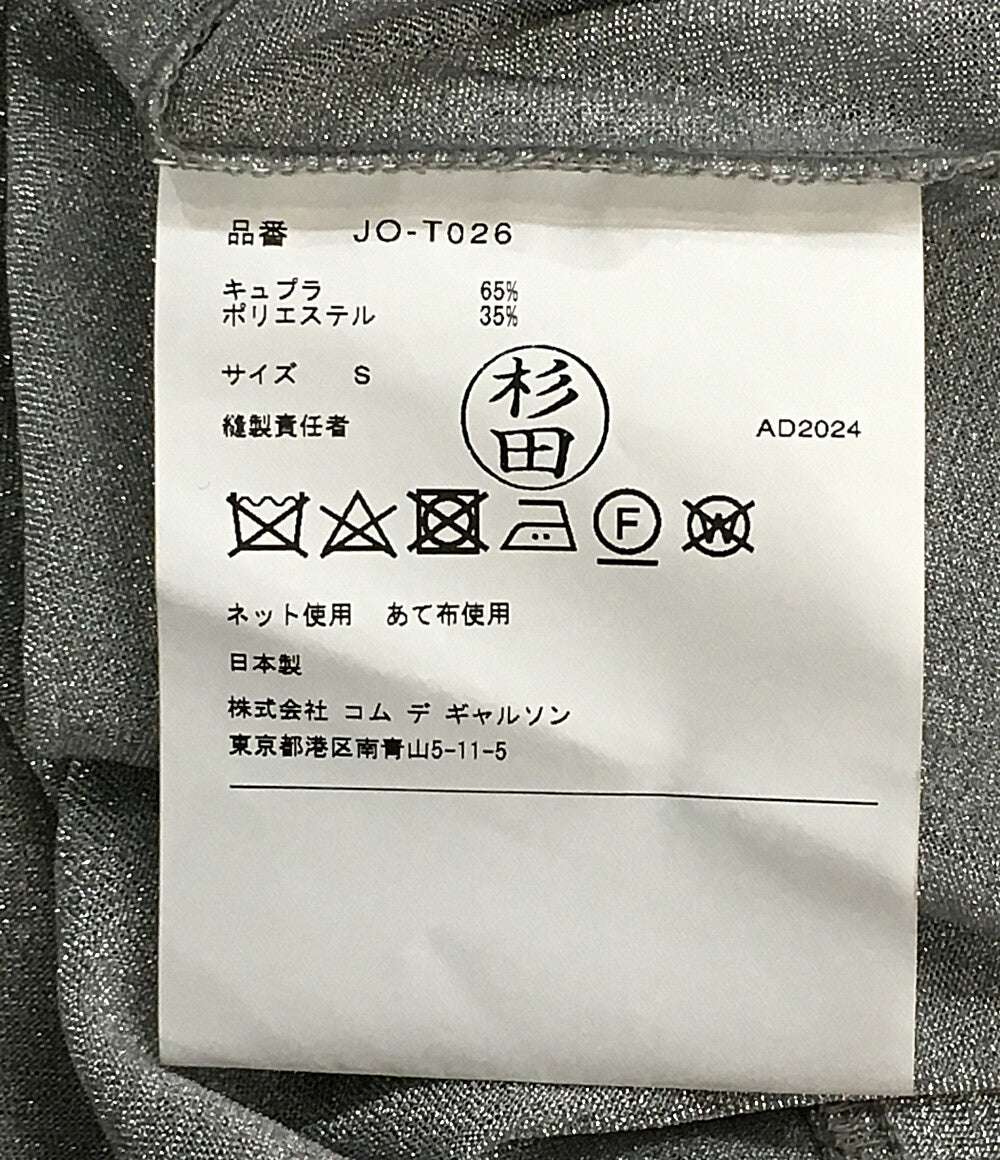 品番 JO-T026
キュプラ 65%
ポリエステル 35%
サイズ S
杉田
縫製責任者 AD2024
F W
ネット使用 あて布使用
日本製
株式会社 コム デ ギャルソン
東京都港区南青山5-11-5